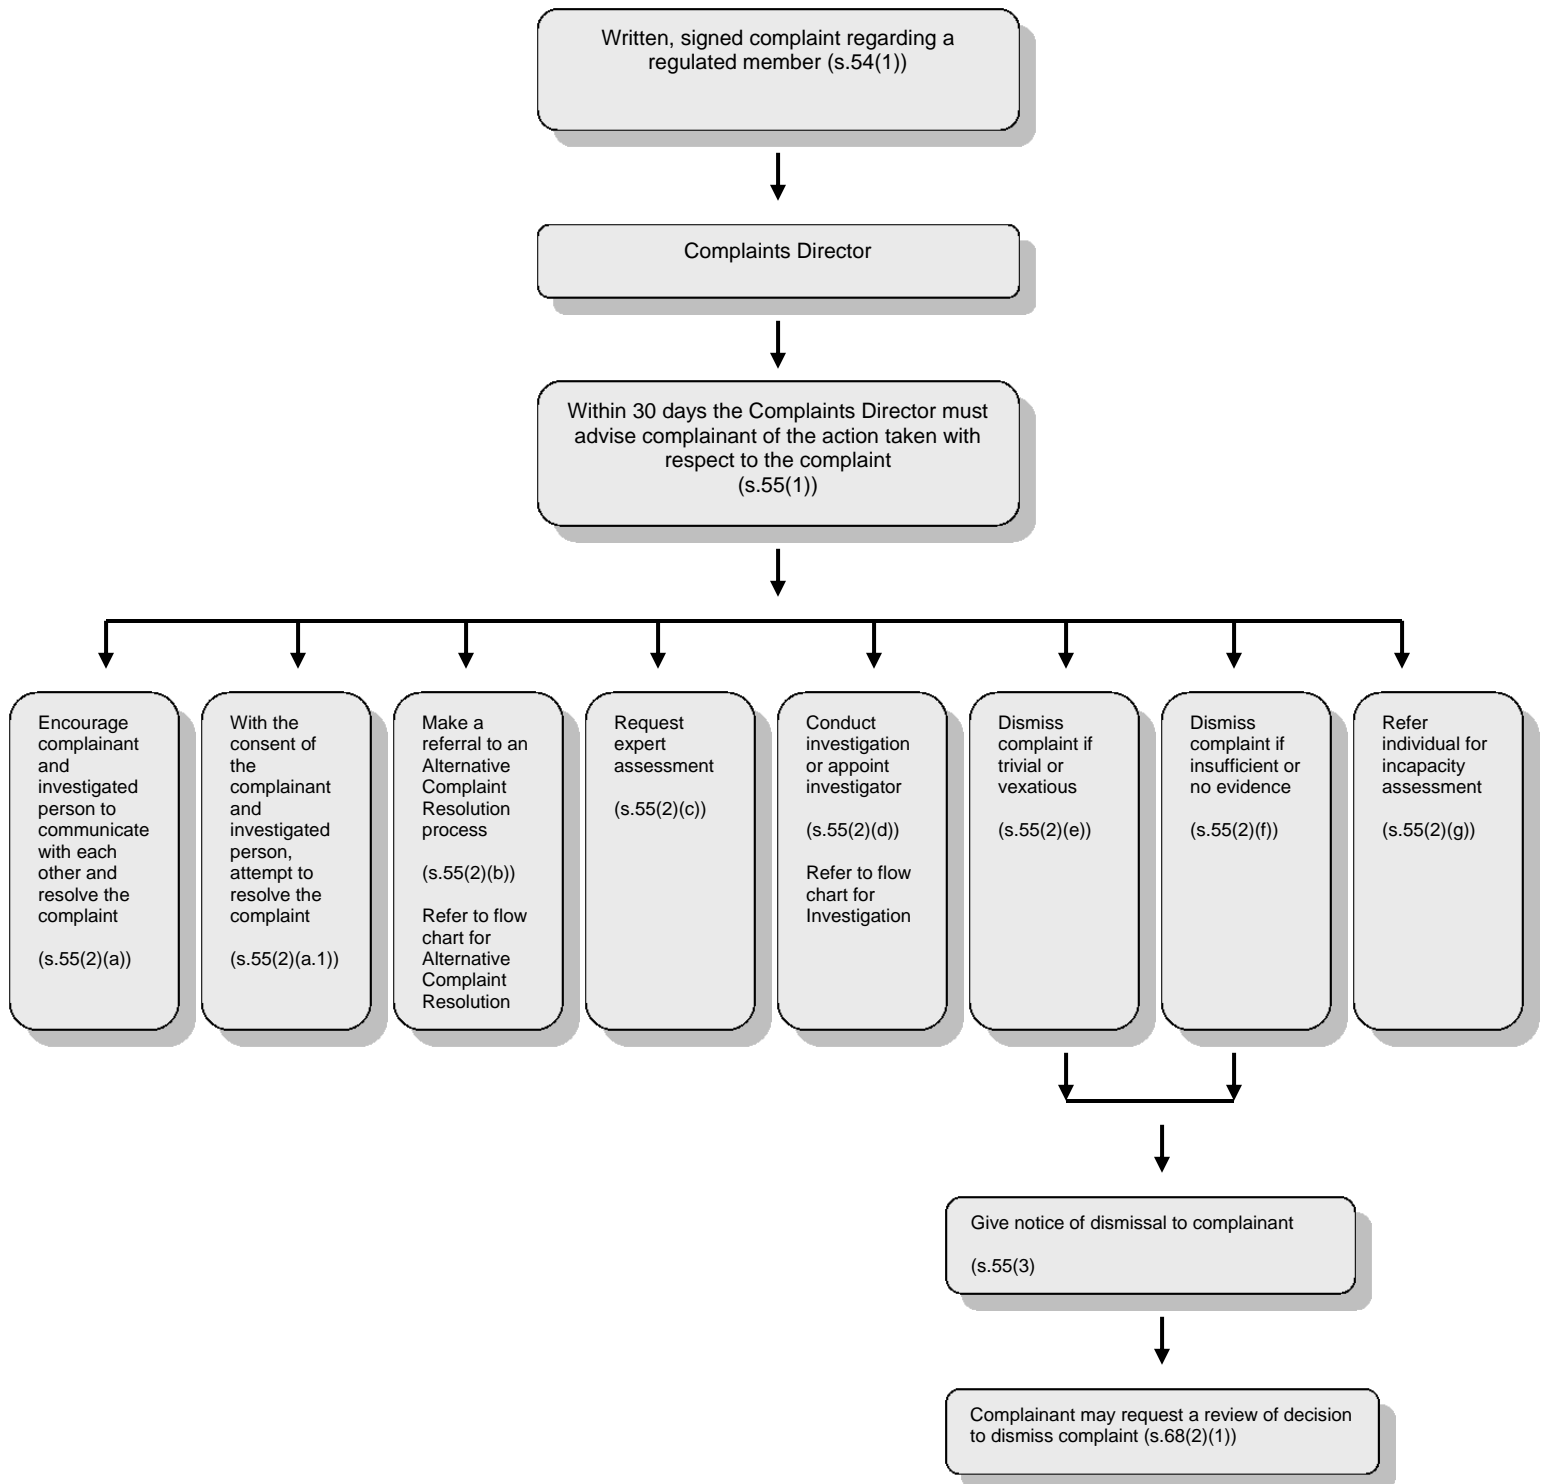 Written, signed complaint regarding a
regulated member (s.54(1))
Complaints Director
Within 30 days the Complaints Director must
advise complainant of the action taken with
respect to the complaint
(s.55(1))
Encourage
complainant
and
investigated
person to
communicate
with each
other and
resolve the
complaint
(s.55(2)(a))
With the
consent of
the
complainant
and
investigated
person,
attempt to
resolve the
complaint
(s.55(2)(a.1))
Make a
referral to an
Alternative
Complaint
Resolution
process
(s.55(2)(b))
Refer to flow
chart for
Alternative
Complaint
Resolution
Request
expert
assessment
(s.55(2)(c))
Conduct
investigation
or appoint
investigator
(s.55(2)(d))
Refer to flow
chart for
Investigation
Dismiss
complaint if
trivial or
vexatious
(s.55(2)(e))
Dismiss
complaint if
insufficient or
no evidence
(s.55(2)(f))
Refer
individual for
incapacity
assessment
(s.55(2)(g))
Give notice of dismissal to complainant
(s.55(3)
Complainant may request a review of decision
to dismiss complaint (s.68(2)(1))